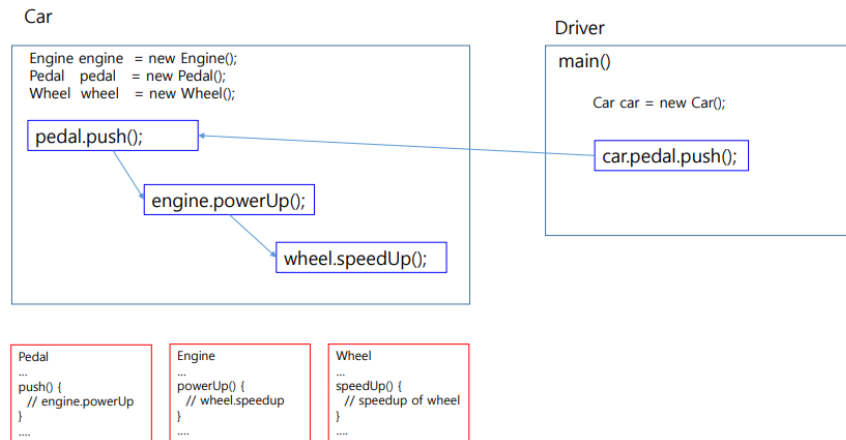 Car
Engine engine = new Engine();
Pedal pedal = new Pedal();
Wheel wheel = new Wheel();
pedal.push();
engine.powerUp();
wheel.speedUp();
Driver
main()
Car car = new Car();
car.pedal.push();
Pedal
...
push() {
// engine.powerUp
}
....
Engine
...
powerUp() {
// wheel.speedup
}
....
Wheel
...
speedUp() {
// speedup of wheel
}
....